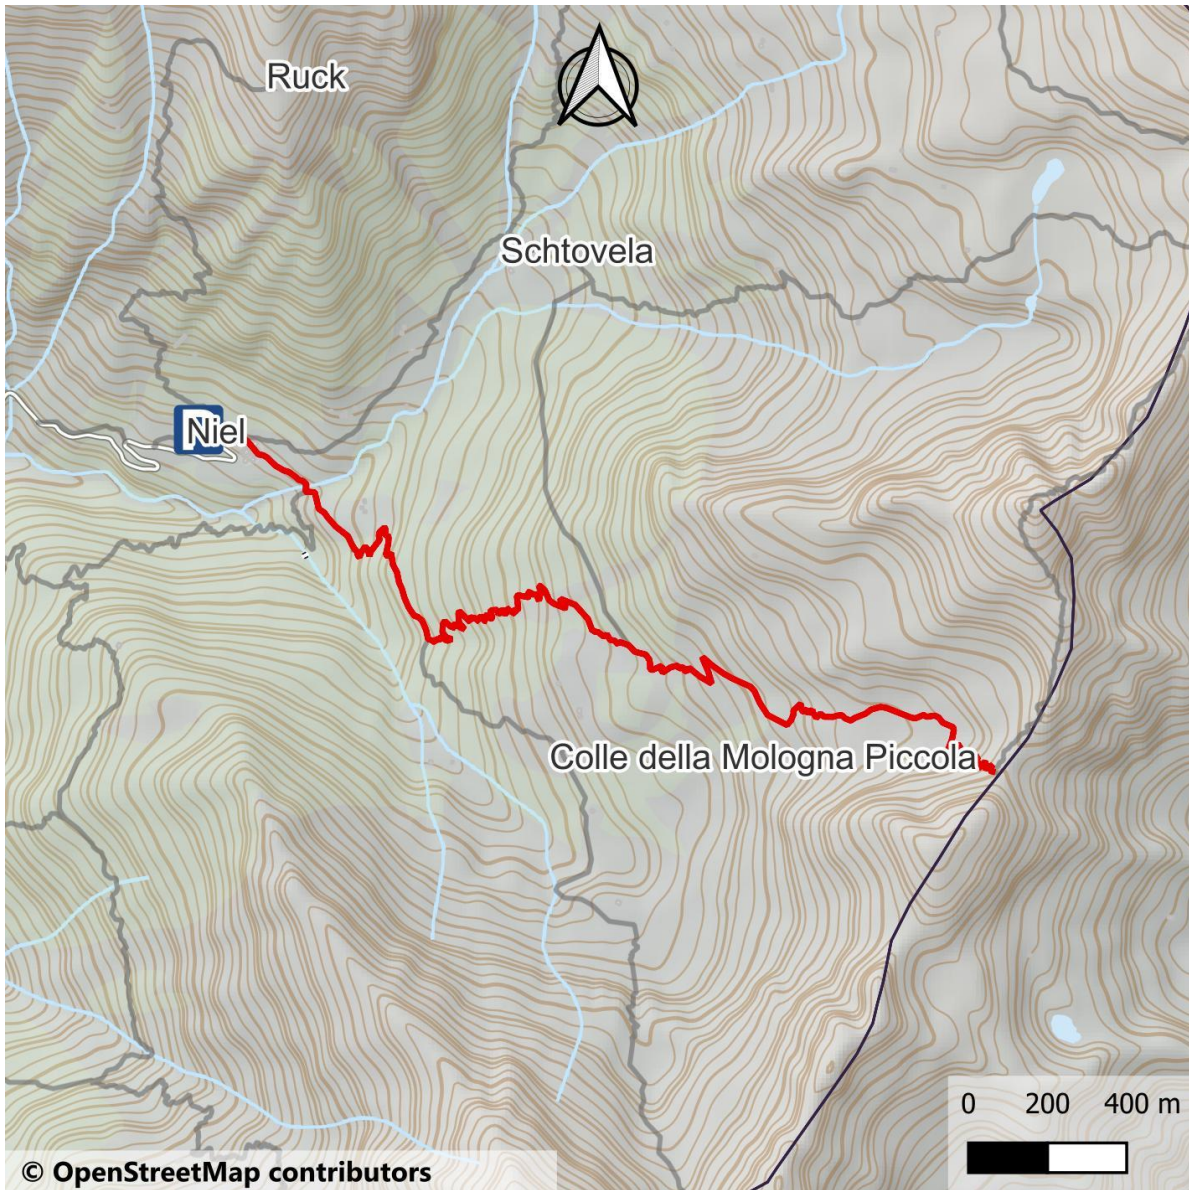 Ruck
Schtovela
Niel
Colle della Mologna Piccola
0 200 400 m
© OpenStreetMap contributors